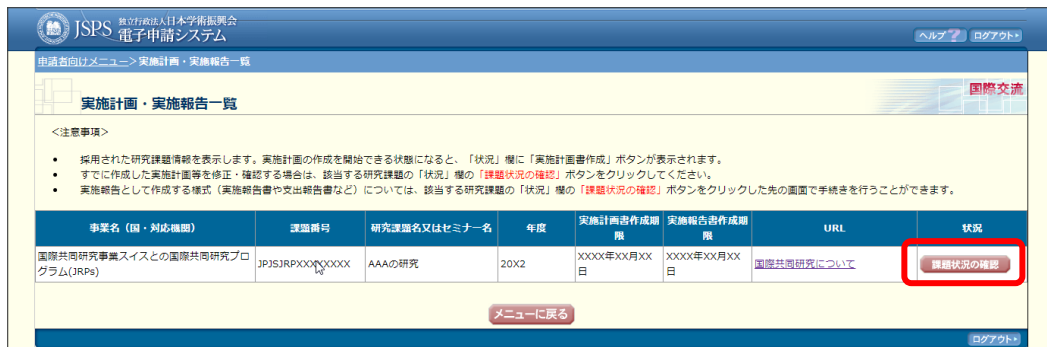 JSPS 独立行政法人日本学術振興会
電子申請システム
ヘルプ ? ログアウト
申請者向けメニュー>実施計画・実施報告一覧
国際交流
実施計画・実施報告一覧
<注意事項>
• 採用された研究課題情報を表示します。実施計画の作成を開始できる状態になると、「状況」欄に「実施計画書作成」ボタンが表示されます。
• すでに作成した実施計画等を修正・確認する場合は、該当する研究課題の「状況」欄の「課題状況の確認」ボタンをクリックしてください。
• 実施報告として作成する様式（実施報告書や支出報告書など）については、該当する研究課題の「状況」欄の「課題状況の確認」ボタンをクリックした先の画面で手続きを行うことができます。
事業名（国・対応機関） 課題番号 研究課題名又はセミナー名 年度 実施計画書作成期限 実施報告書作成期限 URL 状況
国際共同研究事業スイスとの国際共同研究プログラム(JRPs) JPJSJRPXXXXXXXX AAAの研究 20X2 XXXX年XX月XX日 XXXX年XX月XX日 国際共同研究について 課題状況の確認
メニューに戻る
ログアウト